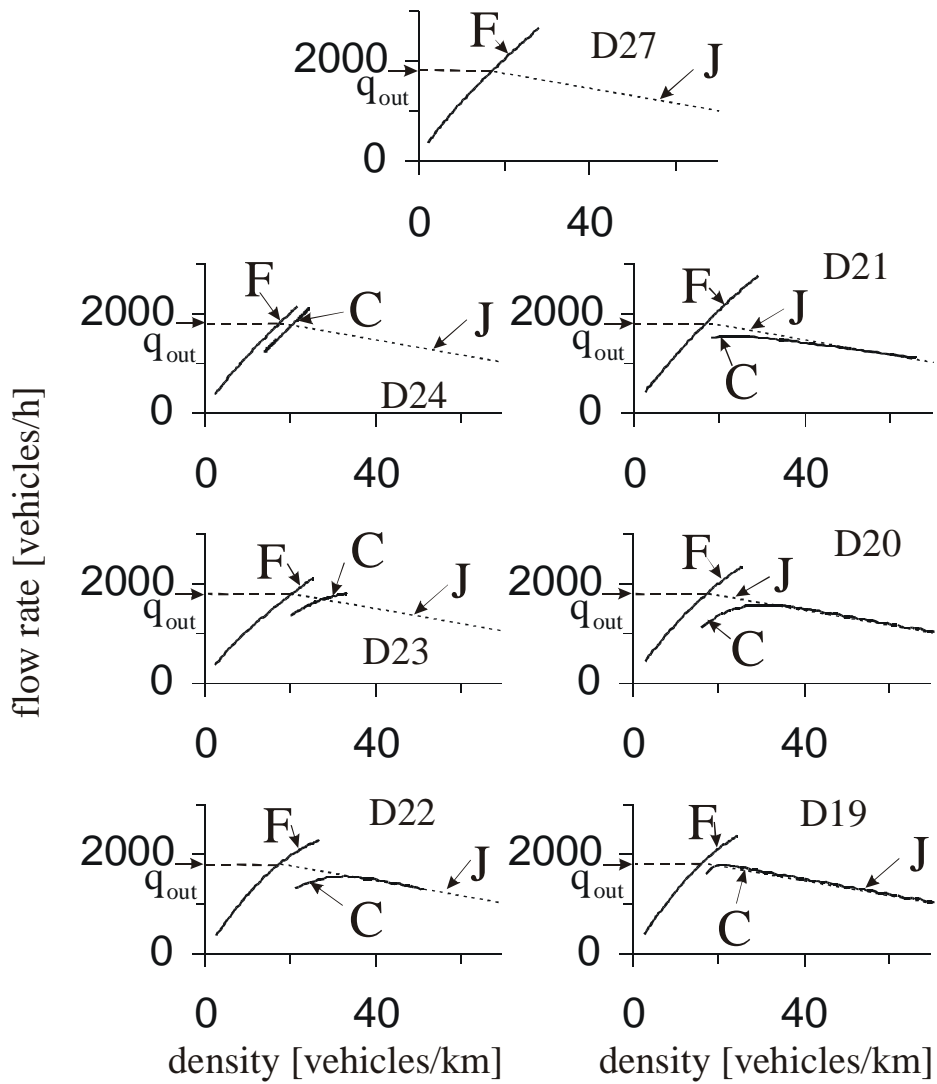 flow rate [vehicles/h]
F D27 J
2000
q_out
0
0 40
F C J
2000
q_out
D24
0
0 40
D21
F J
2000
q_out
C
0
0 40
F C J
2000
q_out
D23
0
0 40
D20
F J
2000
q_out
C
0
0 40
D22
F J
2000
q_out
C
0
0 40
density [vehicles/km]
D19
F J
2000
q_out
C
0
0 40
density [vehicles/km]